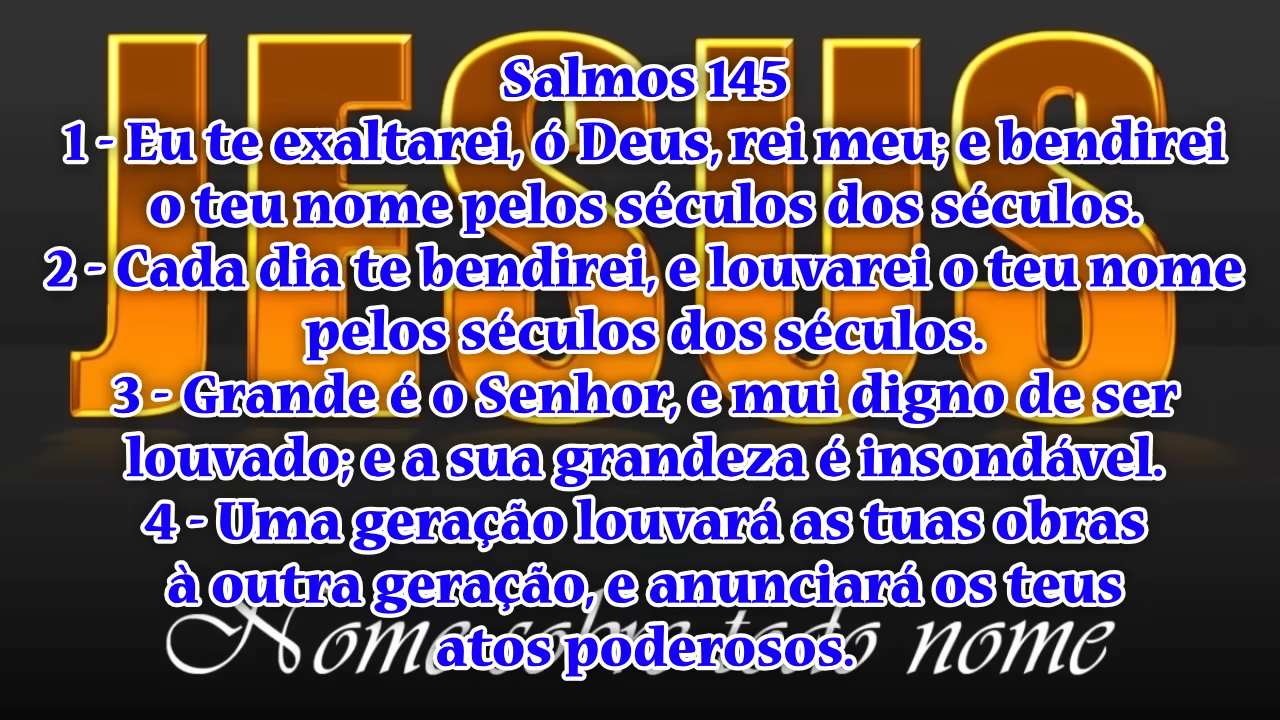 JESUS
Salmos 145
1 - Eu te exaltarei, ó Deus, rei meu; e bendirei
o teu nome pelos séculos dos séculos.
2 - Cada dia te bendirei, e louvarei o teu nome
pelos séculos dos séculos.
3 - Grande é o Senhor, e mui digno de ser
louvado; e a sua grandeza é insondável.
4 - Uma geração louvará as tuas obras
à outra geração, e anunciará os teus
atos poderosos.
Nome sobre todo nome